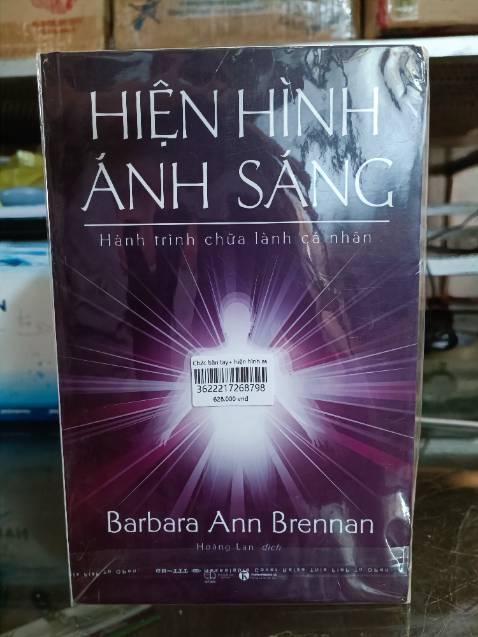 HIỆN HÌNH
ÁNH SÁNG
Hành trình chữa lành cá nhân
3622217268798
628.000 vnd
Barbara Ann Brennan
Hoàng Lan dịch